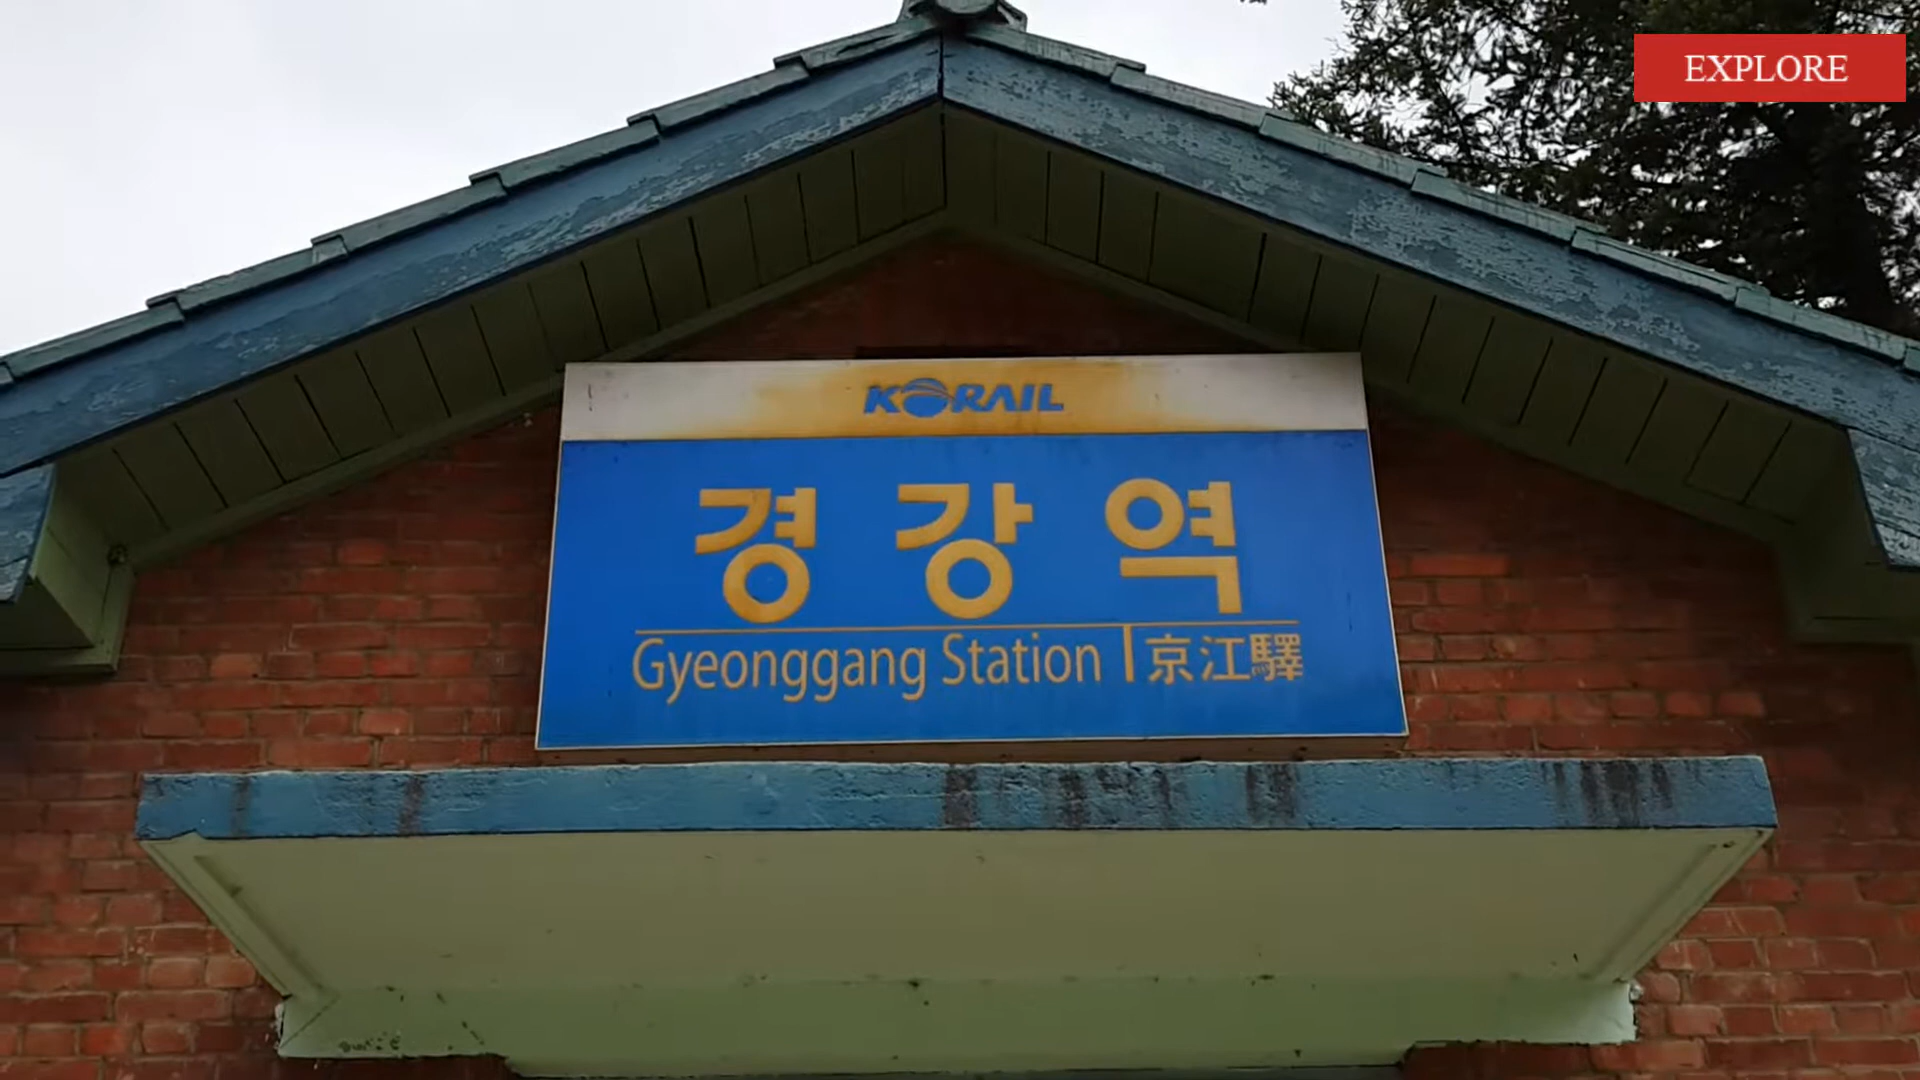 EXPLORE
KORAIL
경강역
Gyeonggang Station | 京江驛